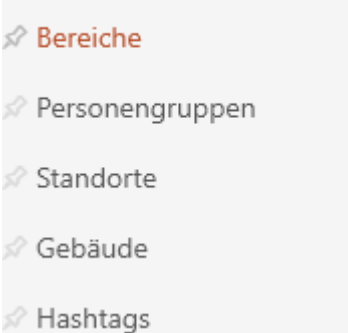 Bereiche
Personengruppen
Standorte
Gebäude
Hashtags